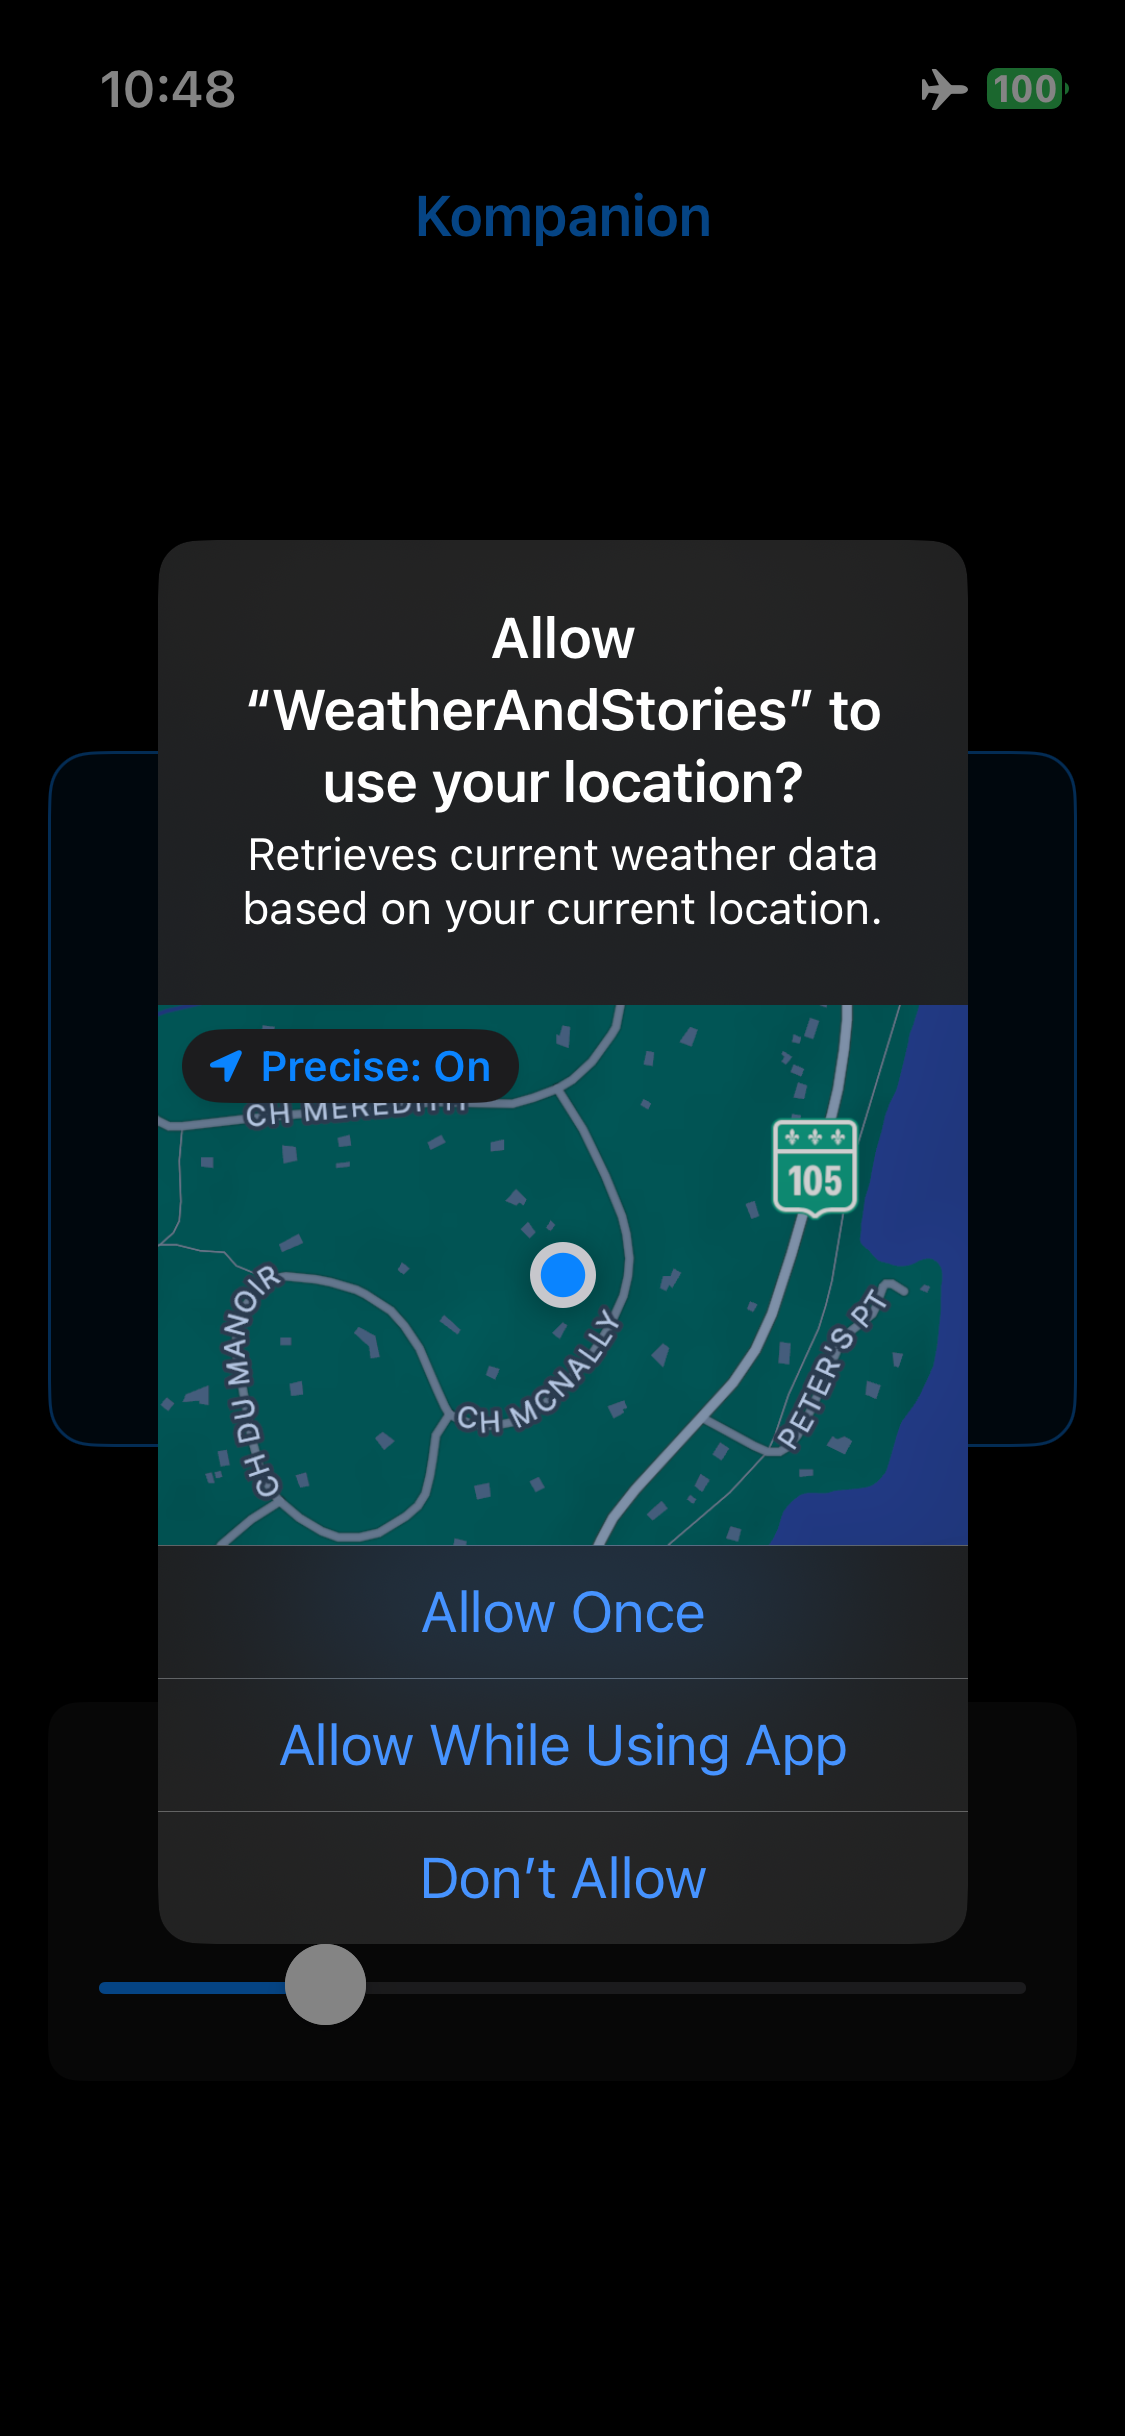 10:48
100
Kompanion
Allow
“WeatherAndStories” to
use your location?
Retrieves current weather data
based on your current location.
Precise: On
CH MEREDITH
105
CH DU MANOIR
CH MCNALLY
PETER'S PT
Allow Once
Allow While Using App
Don’t Allow